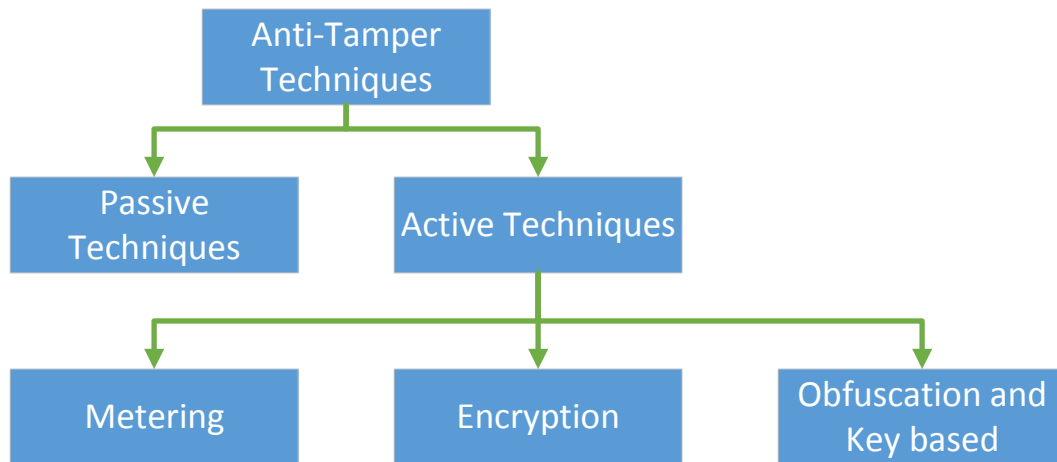 Anti-Tamper
Techniques
Passive
Techniques
Active Techniques
Metering
Encryption
Obfuscation and
Key based